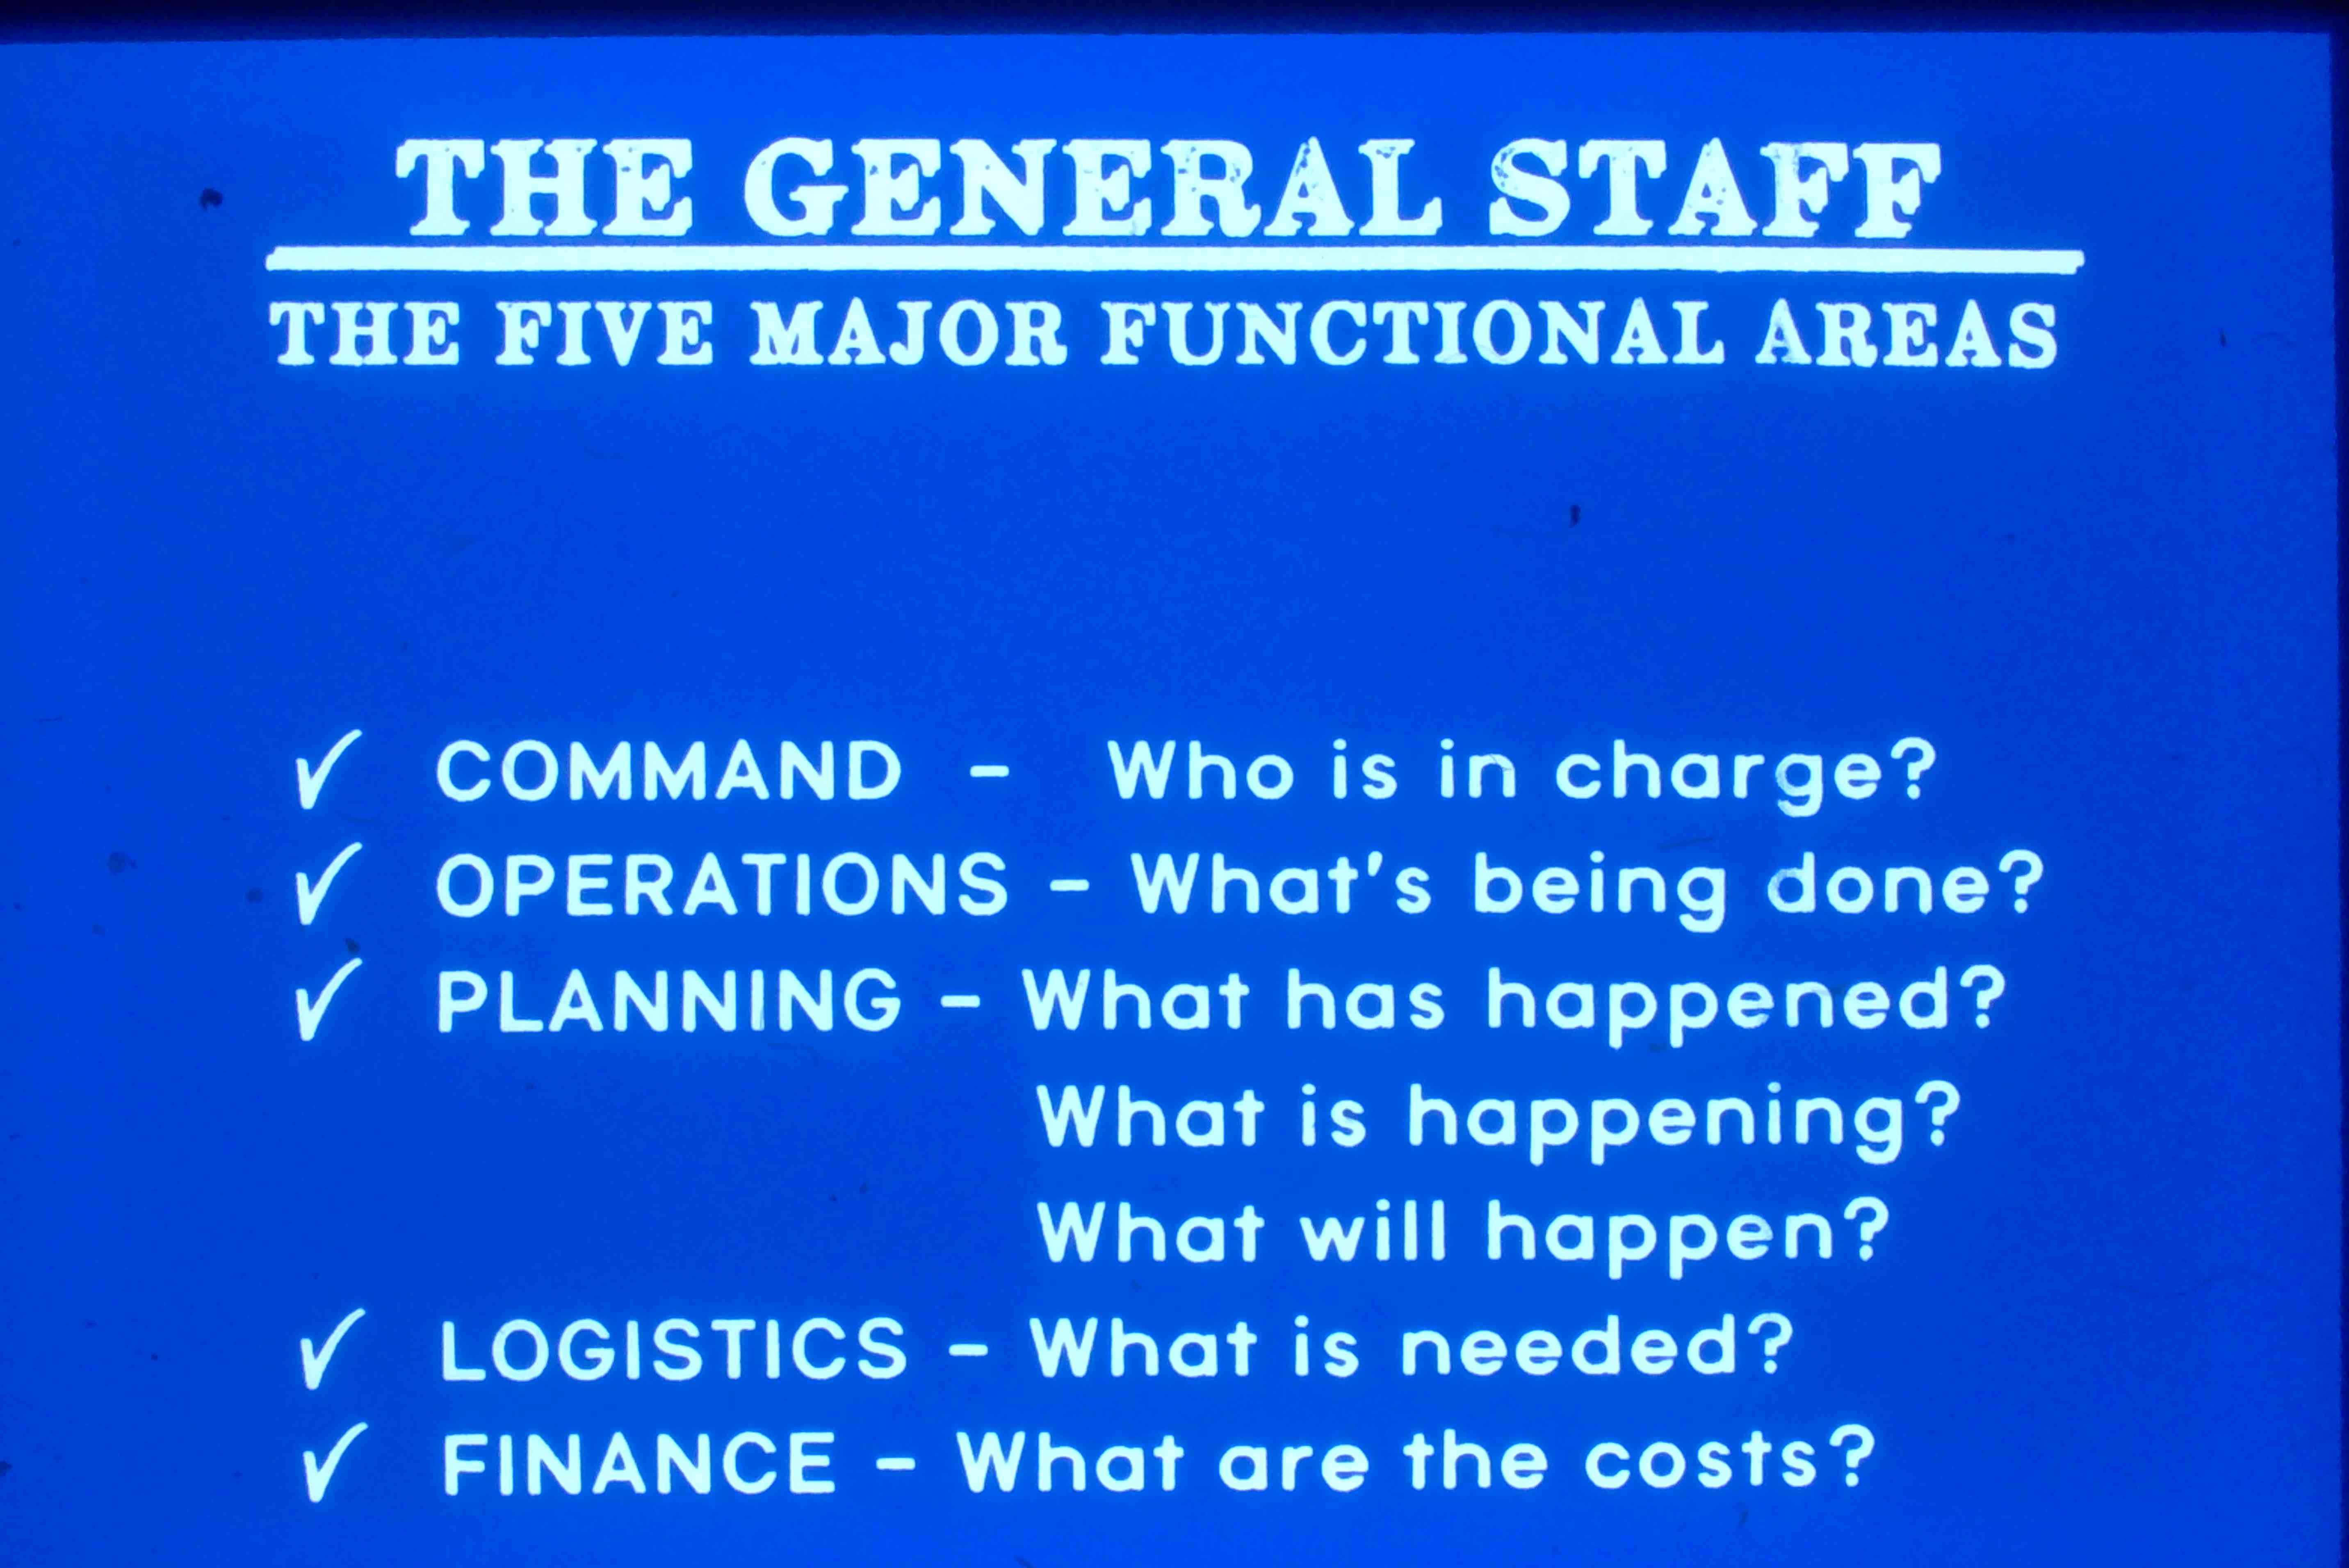 THE GENERAL STAFF
THE FIVE MAJOR FUNCTIONAL AREAS
✓ COMMAND – Who is in charge?
✓ OPERATIONS – What's being done?
✓ PLANNING – What has happened?
What is happening?
What will happen?
✓ LOGISTICS – What is needed?
✓ FINANCE – What are the costs?